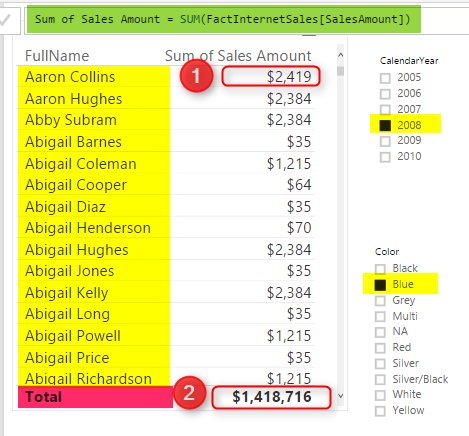 Sum of Sales Amount = SUM(FactInternetSales[SalesAmount])
FullName Sum of Sales Amount
Aaron Collins 1 $2,419
Aaron Hughes $2,384
Abby Subram $2,384
Abigail Barnes $35
Abigail Coleman $1,215
Abigail Cooper $64
Abigail Diaz $35
Abigail Henderson $70
Abigail Hughes $2,384
Abigail Jones $35
Abigail Kelly $2,384
Abigail Long $35
Abigail Powell $1,215
Abigail Price $35
Abigail Richardson $1,215
Total 2 $1,418,716
CalendarYear
2005
2006
2007
2008
2009
2010
Color
Black
Blue
Grey
Multi
NA
Red
Silver
Silver/Black
White
Yellow